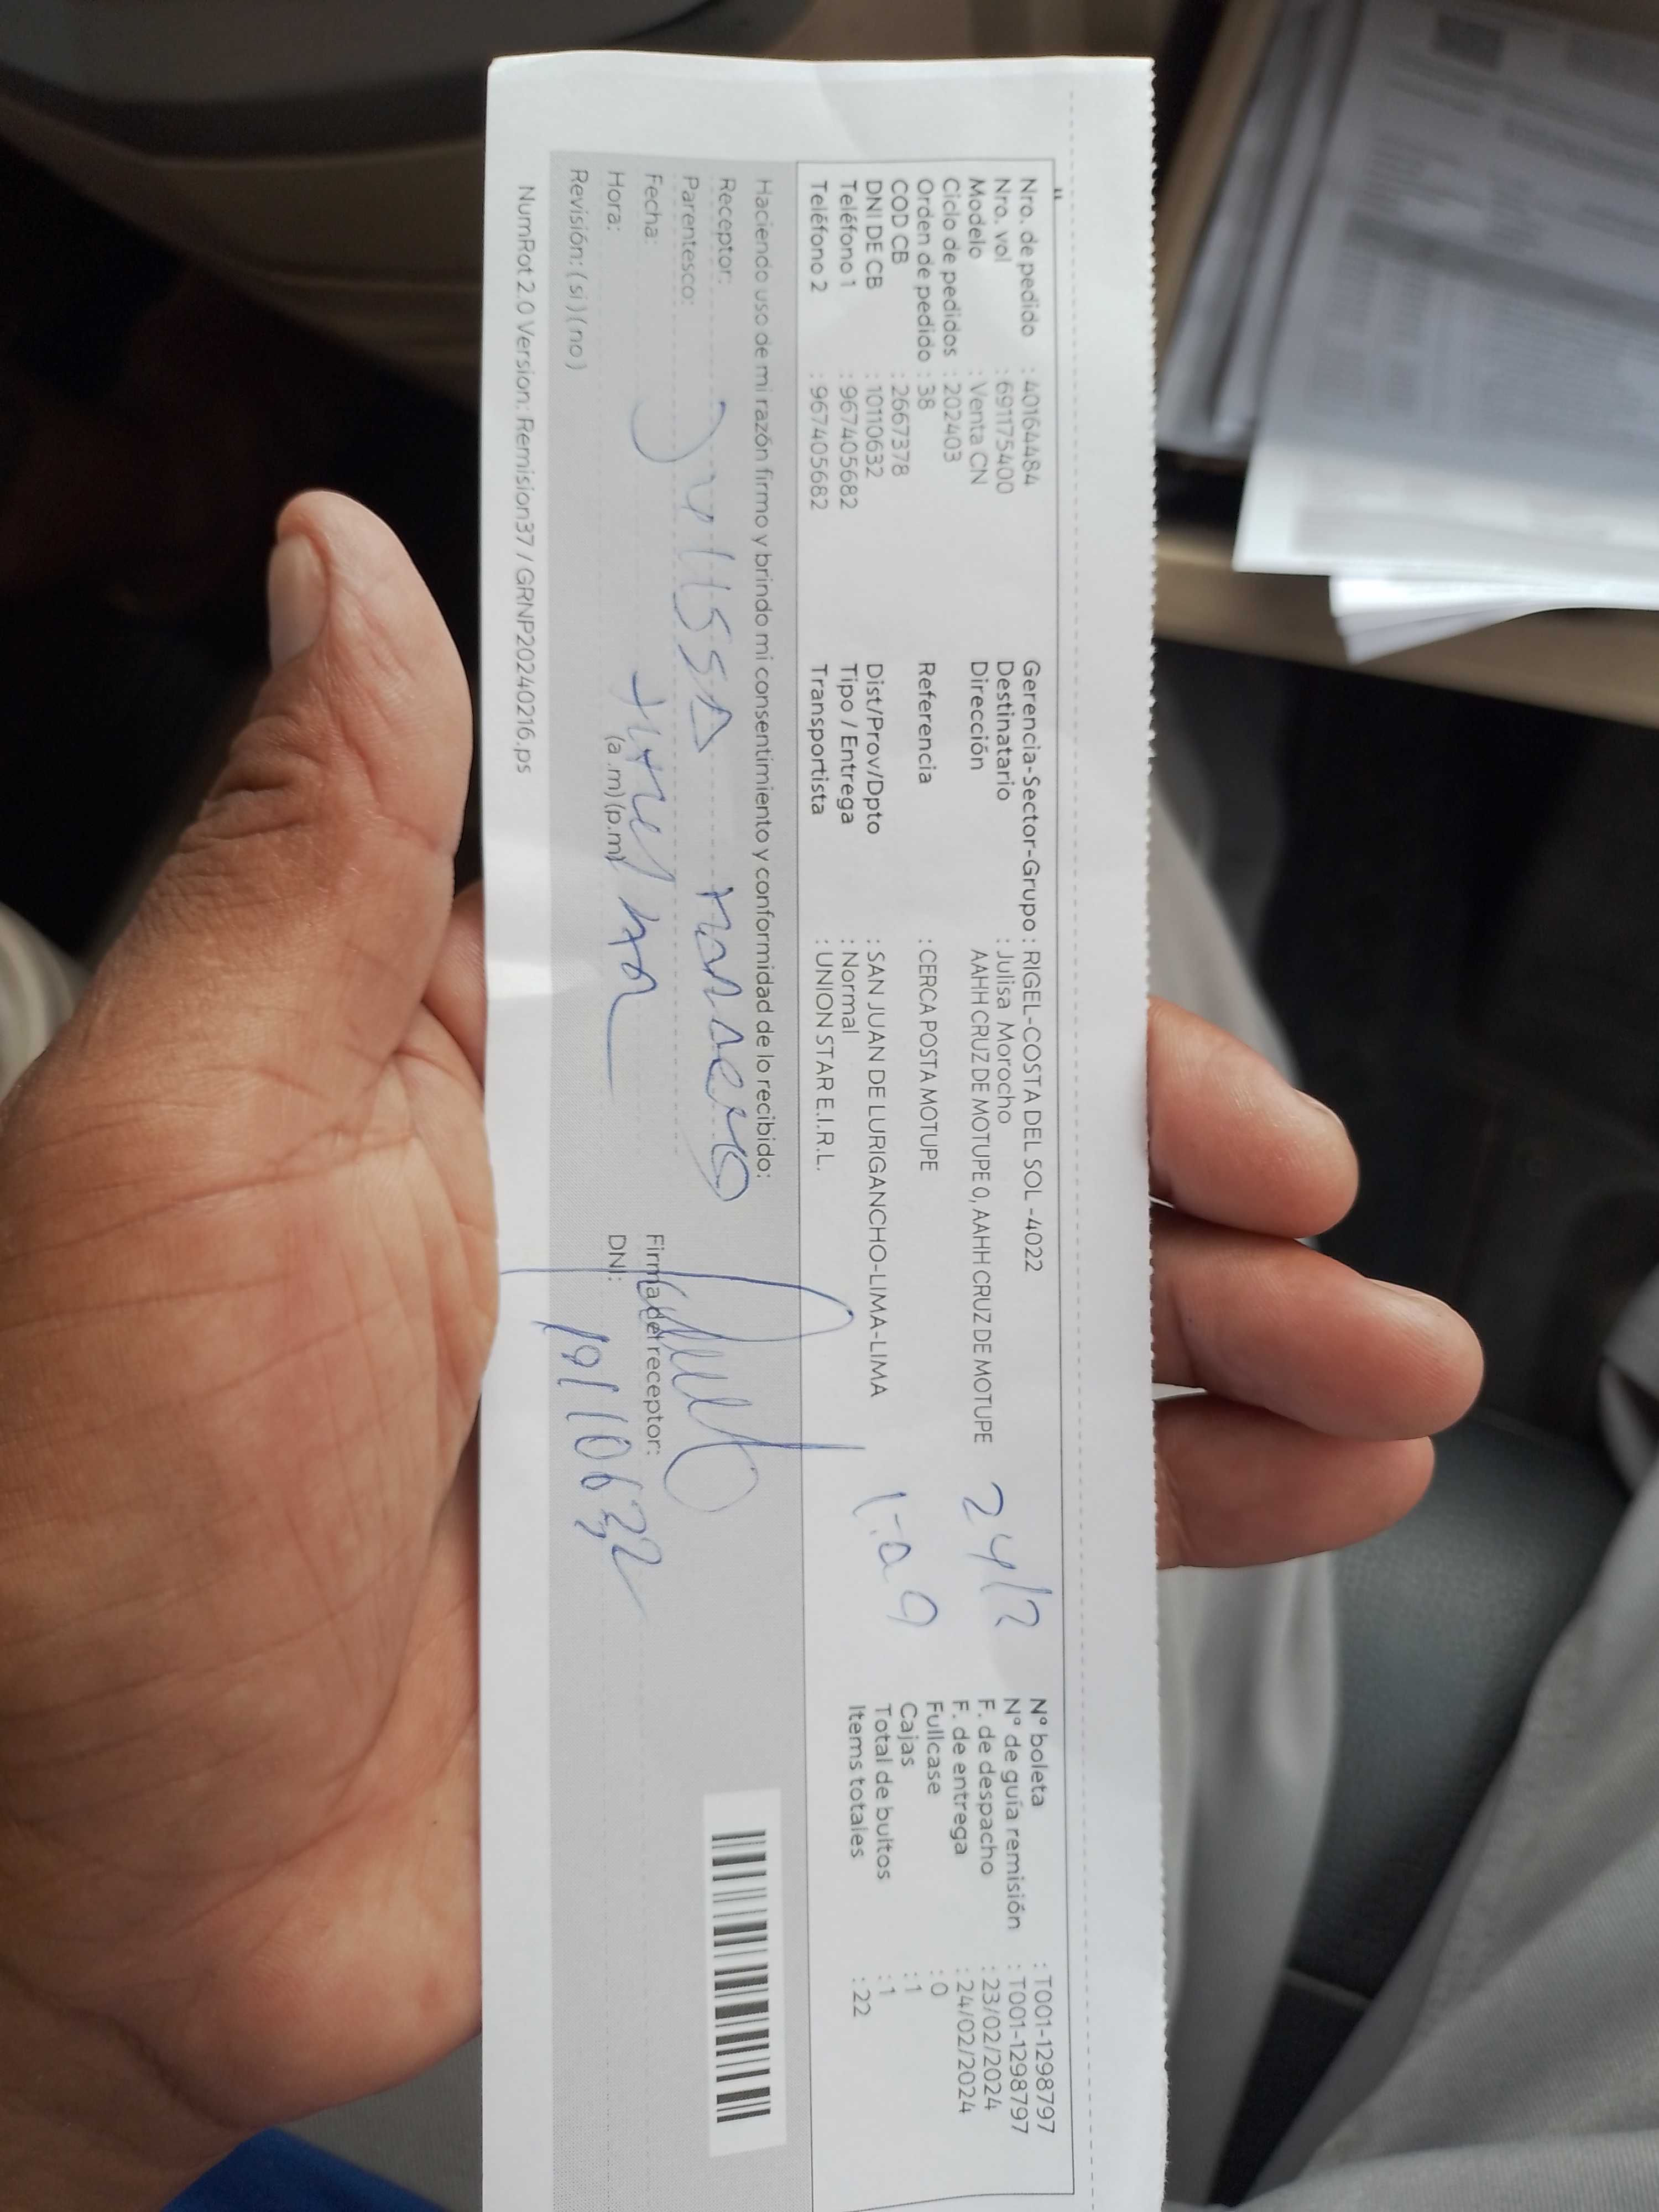 Nro. de pedido : 40164484
Nro. vol : 691175400
Modelo : Venta CN
Ciclo de pedidos : 202403
Orden de pedido : 38
COD CB : 2667378
DNI DE CB : 10110632
Teléfono 1 : 967405682
Teléfono 2 : 967405682
Gerencia-Sector-Grupo : RIGEL-COSTA DEL SOL -4022
Destinatario : Julisa Morocho
Dirección AAHH CRUZ DE MOTUPE 0, AAHH CRUZ DE MOTUPE
Referencia : CERCA POSTA MOTUPE
Dist/Prov/Dpto : SAN JUAN DE LURIGANCHO-LIMA-LIMA
Tipo / Entrega : Normal
Transportista : UNION STAR E.I.R.L.
24/2
1:09
N° boleta : T001-1298797
N° de guía remisión : T001-1298797
F. de despacho : 23/02/2024
F. de entrega : 24/02/2024
Fullcase : 0
Cajas : 1
Total de bultos : 1
Items totales : 22
Haciendo uso de mi razón firmo y brindo mi consentimiento y conformidad de lo recibido:
Receptor: Julissa
Parentesco:
Fecha:
Hora: (a.m)(p.m)
Revisión: ( si ) ( no )
Firma del receptor:
DNI: 10110632
NumRot 2.0 Version: Remision37 / GRNP20240216.ps